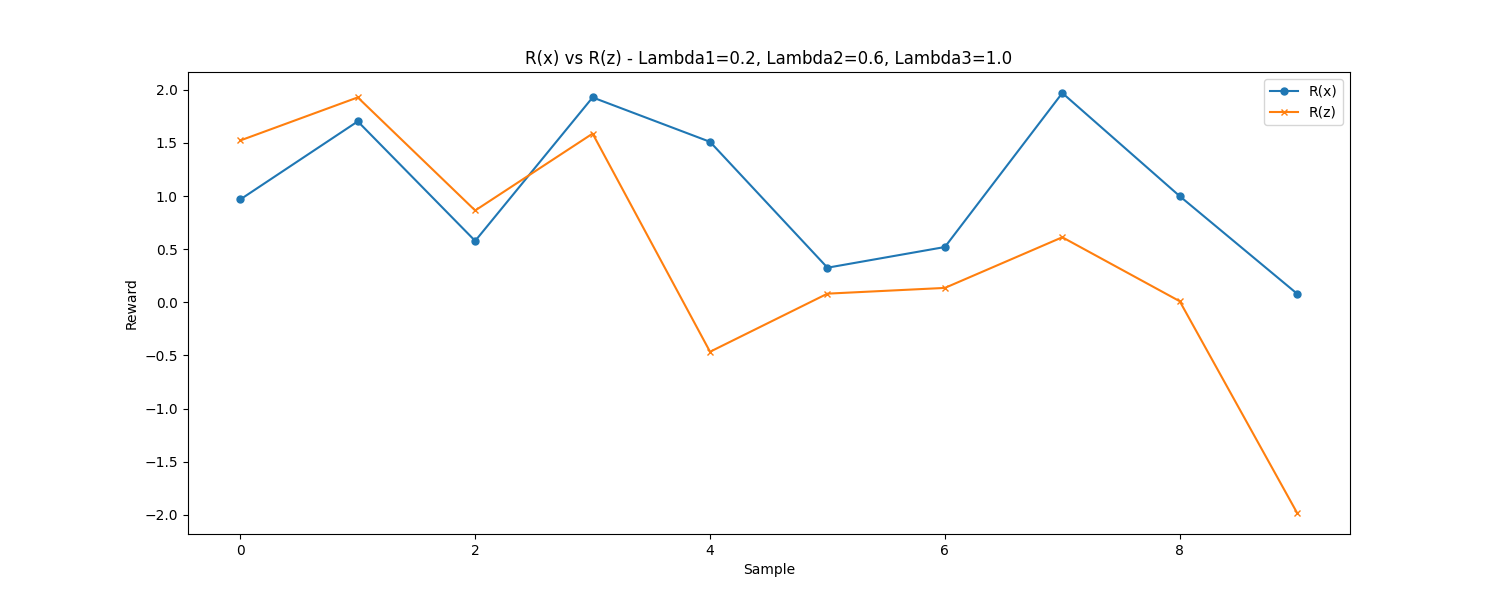 R(x) vs R(z) - Lambda1=0.2, Lambda2=0.6, Lambda3=1.0
R(x)
R(z)
2.0
1.5
1.0
0.5
0.0
−0.5
−1.0
−1.5
−2.0
Reward
0 2 4 6 8
Sample